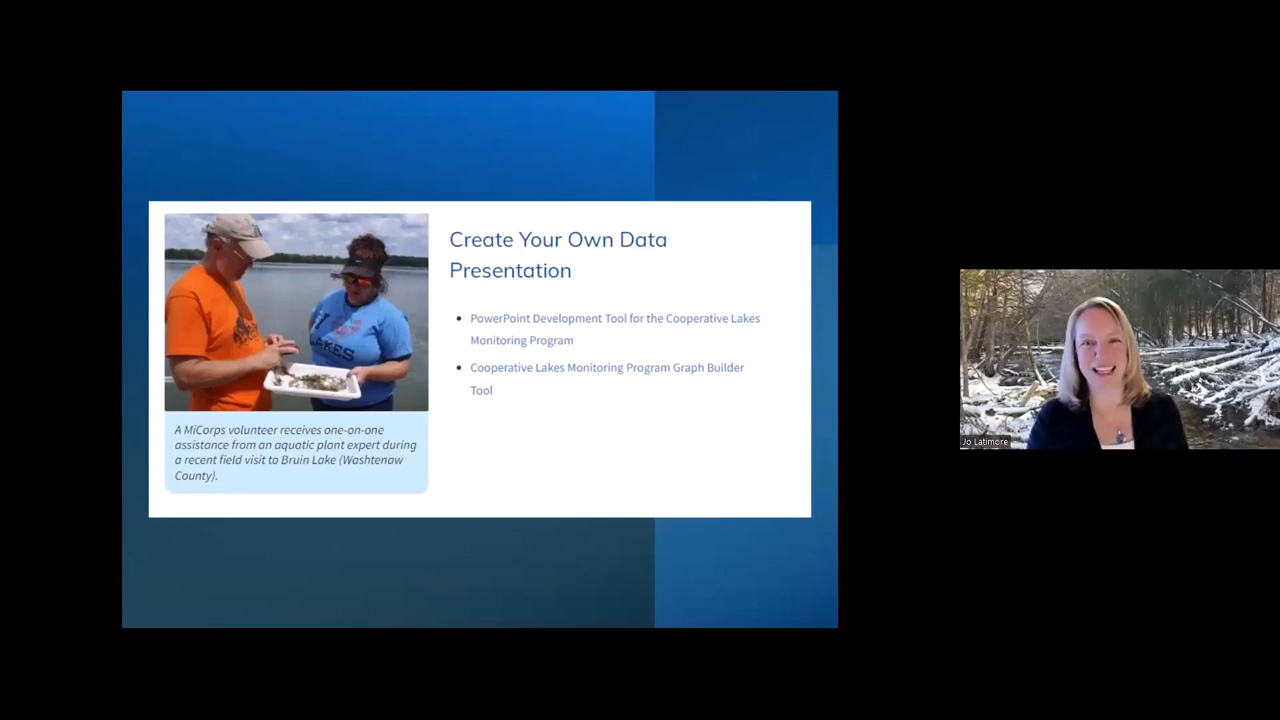 Create Your Own Data
Presentation
PowerPoint Development Tool for the Cooperative Lakes
Monitoring Program
Cooperative Lakes Monitoring Program Graph Builder
Tool
LAKES
A MiCorps volunteer receives one-on-one
assistance from an aquatic plant expert during
a recent field visit to Bruin Lake (Washtenaw
County).
Jo Latimore